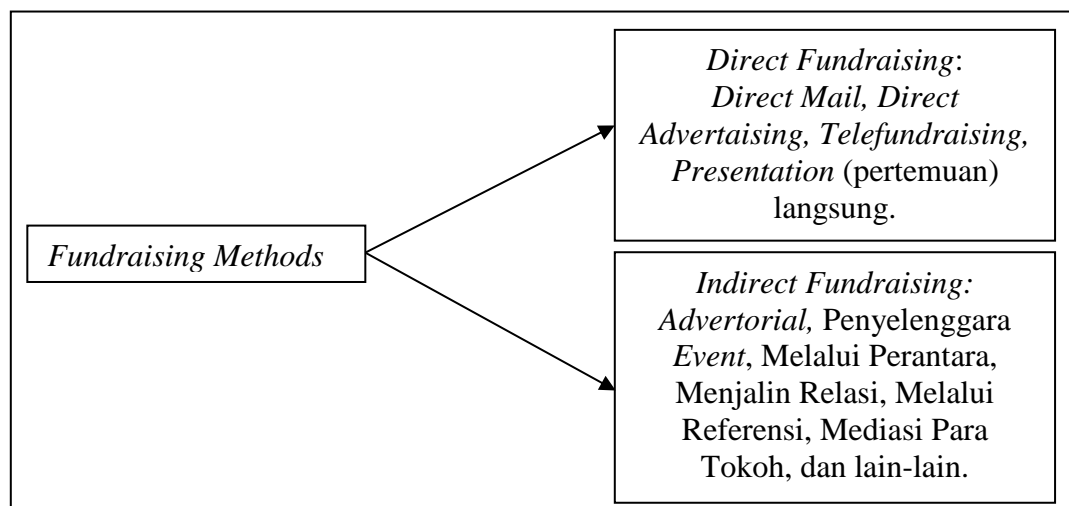 Direct Fundraising:
Direct Mail, Direct
Advertaising, Telefundraising,
Presentation (pertemuan)
langsung.
Fundraising Methods
Indirect Fundraising:
Advertorial, Penyelenggara
Event, Melalui Perantara,
Menjalin Relasi, Melalui
Referensi, Mediasi Para
Tokoh, dan lain-lain.